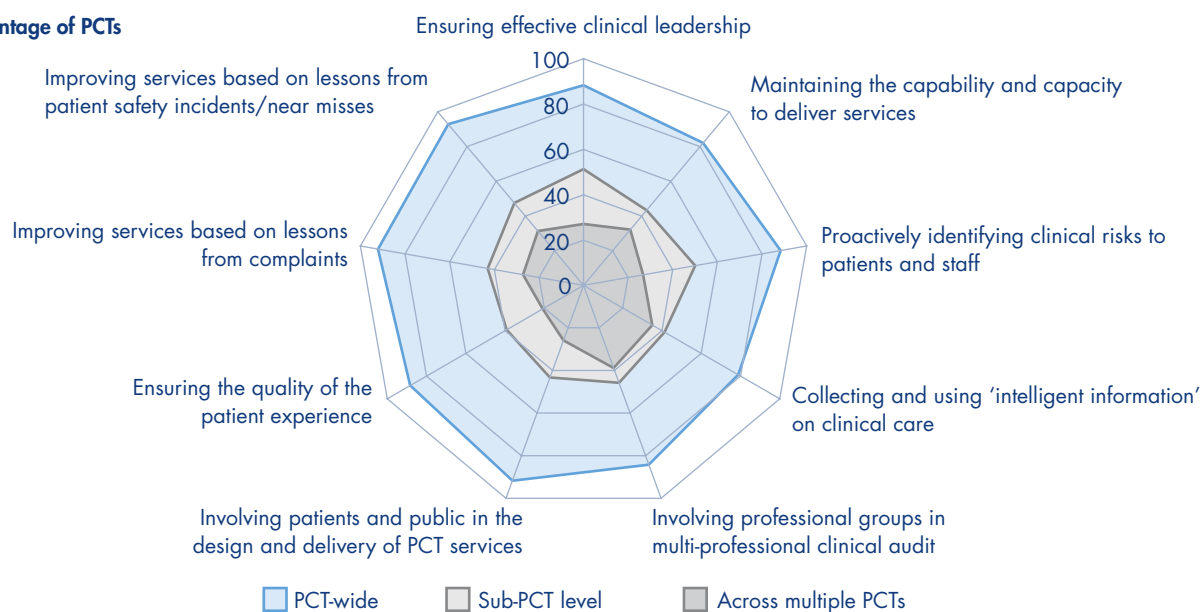 of PCTs
Ensuring effective clinical leadership
Improving services based on lessons from
patient safety incidents/near misses
Maintaining the capability and capacity
to deliver services
100
80
60
40
20
0
Improving services based on lessons
from complaints
Proactively identifying clinical risks to
patients and staff
Ensuring the quality of the
patient experience
Collecting and using ‘intelligent information’
on clinical care
Involving patients and public in the
design and delivery of PCT services
Involving professional groups in
multi-professional clinical audit
PCT-wide
Sub-PCT level
Across multiple PCTs